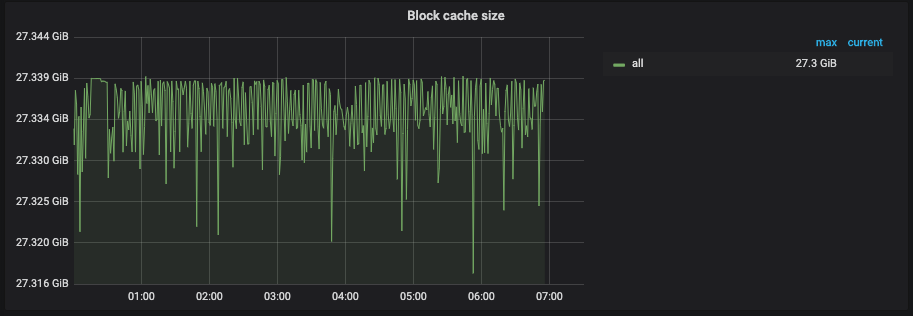 Block cache size
27.344 GiB
27.339 GiB
27.334 GiB
27.330 GiB
27.325 GiB
27.320 GiB
27.316 GiB
01:00 02:00 03:00 04:00 05:00 06:00 07:00
max current
all 27.3 GiB